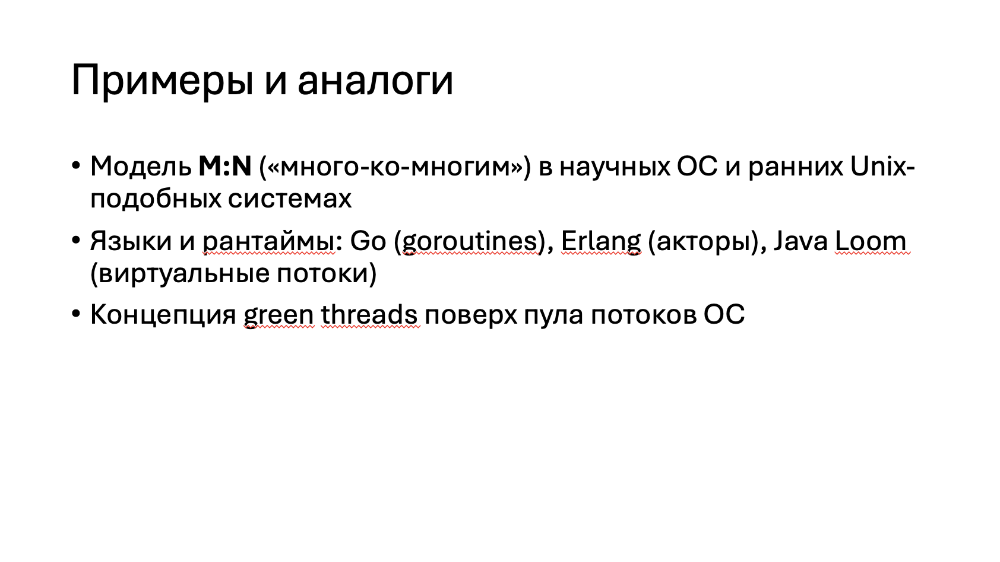 Примеры и аналоги
• Модель M:N («много-ко-многим») в научных ОС и ранних Unix-
подобных системах
• Языки и рантаймы: Go (goroutines), Erlang (акторы), Java Loom
(виртуальные потоки)
• Концепция green threads поверх пула потоков ОС